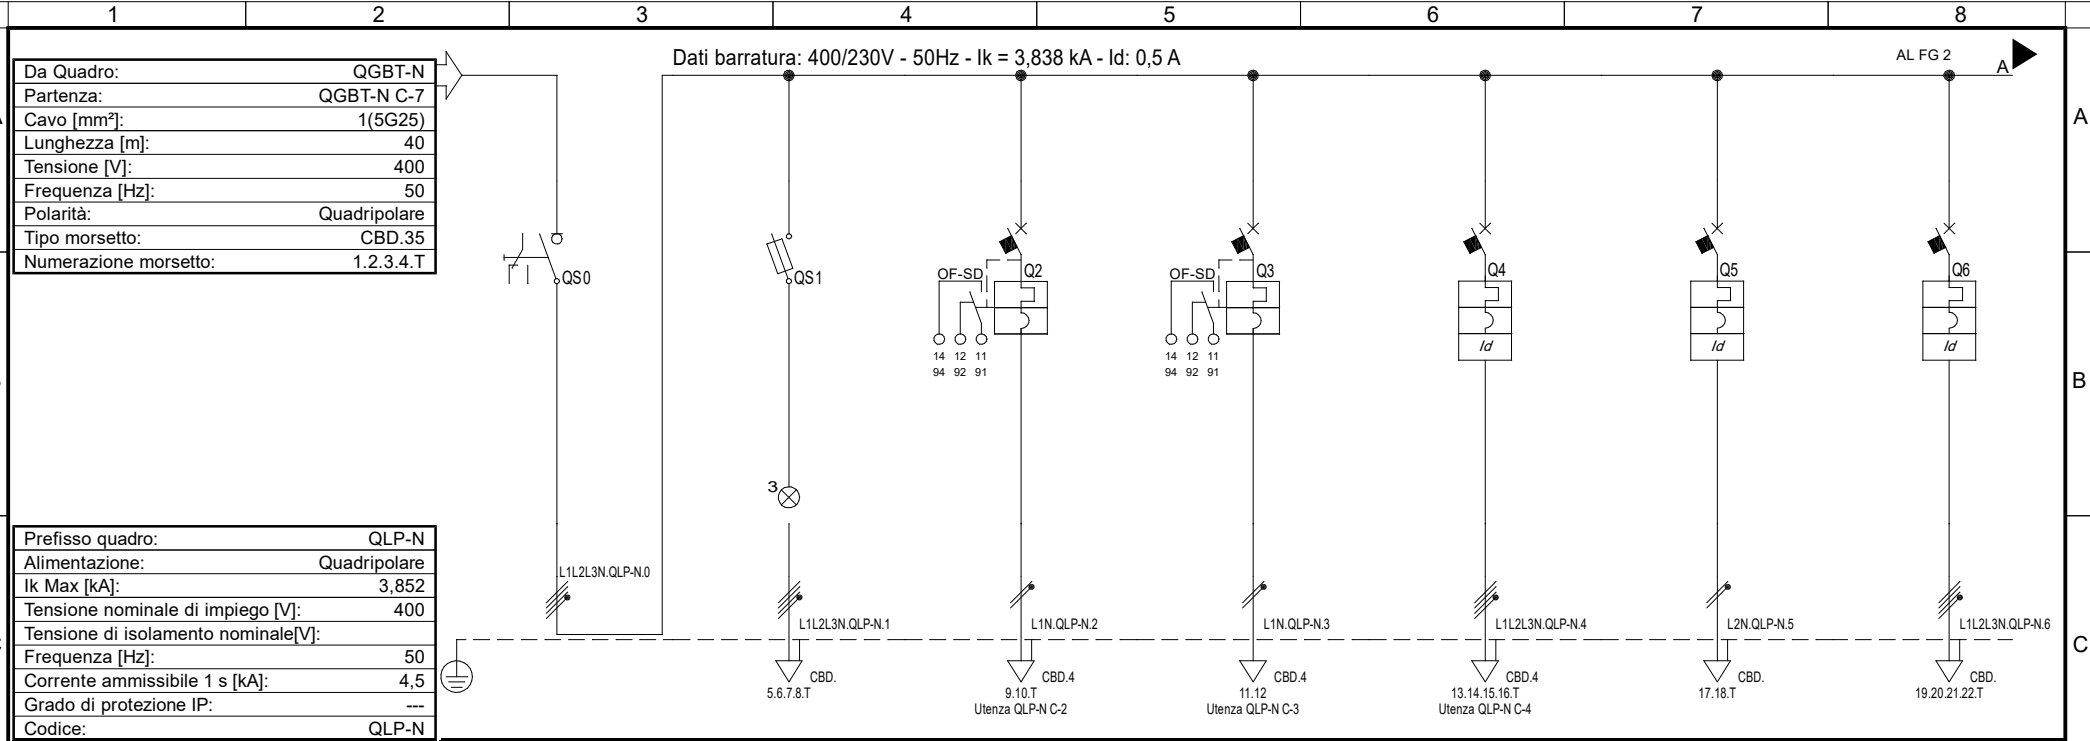 1 2 3 4 5 6 7 8
Dati barratura: 400/230V - 50Hz - Ik = 3,838 kA - Id: 0,5 A
AL FG 2
A
Da Quadro: QGBT-N
Partenza: QGBT-N C-7
Cavo [mm²]: 1(5G25)
Lunghezza [m]: 40
Tensione [V]: 400
Frequenza [Hz]: 50
Polarità: Quadripolare
Tipo morsetto: CBD.35
Numerazione morsetto: 1.2.3.4.T
A
QS0
QS1
OF-SD Q2
OF-SD Q3
Q4
Q5
Q6
14 12 11
94 92 91
14 12 11
94 92 91
Id
Id
Id
B
3
Prefisso quadro: QLP-N
Alimentazione: Quadripolare
Ik Max [kA]: 3,852
Tensione nominale di impiego [V]: 400
Tensione di isolamento nominale[V]:
Frequenza [Hz]: 50
Corrente ammissibile 1 s [kA]: 4,5
Grado di protezione IP: ---
Codice: QLP-N
L1L2L3N.QLP-N.0
L1L2L3N.QLP-N.1
L1N.QLP-N.2
L1N.QLP-N.3
L1L2L3N.QLP-N.4
L2N.QLP-N.5
L1L2L3N.QLP-N.6
C
CBD.
5.6.7.8.T
CBD.4
9.10.T
Utenza QLP-N C-2
CBD.4
11.12
Utenza QLP-N C-3
CBD.4
13.14.15.16.T
Utenza QLP-N C-4
CBD.
17.18.T
CBD.
19.20.21.22.T